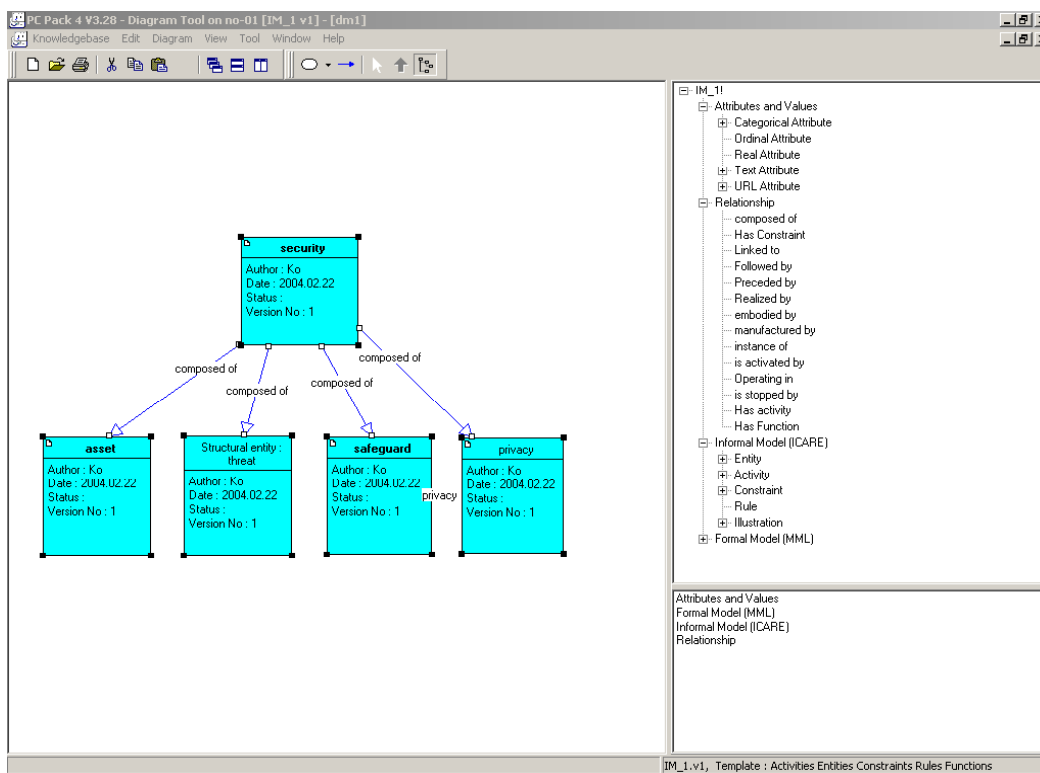 PC Pack 4 V3.28 - Diagram Tool on no-01 [IM_1 v1] - [dm1]
Knowledgebase Edit Diagram View Tool Window Help
security
Author : Ko
Date : 2004.02.22
Status :
Version No : 1
composed of
composed of
composed of
composed of
asset
Author : Ko
Date : 2004.02.22
Status :
Version No : 1
Structural entity :
threat
Author : Ko
Date : 2004.02.22
Status :
Version No : 1
safeguard
Author : Ko
Date : 2004.02.22
Status :
Version No : 1
privacy
privacy
Author : Ko
Date : 2004.02.22
Status :
Version No : 1
IM_1!
Attributes and Values
Categorical Attribute
Ordinal Attribute
Real Attribute
Text Attribute
URL Attribute
Relationship
composed of
Has Constraint
Linked to
Followed by
Preceded by
Realized by
embodied by
manufactured by
instance of
is activated by
Operating in
is stopped by
Has activity
Has Function
Informal Model (ICARE)
Entity
Activity
Constraint
Rule
Illustration
Formal Model (MML)
Attributes and Values
Formal Model (MML)
Informal Model (ICARE)
Relationship
IM_1.v1, Template : Activities Entities Constraints Rules Functions